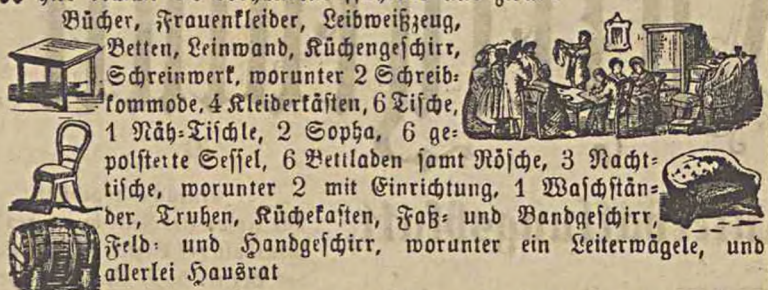 Bücher, Frauenkleider, Leibweißzeug,
Betten, Leinwand, Küchengeschirr,
Schreinwerk, worunter 2 Schreib-
kommode, 4 Kleiderkästen, 6 Tische,
1 Näh-Tischle, 2 Sopha, 6 ge-
polstette Sessel, 6 Bettladen samt Rösche, 3 Nacht-
tische, worunter 2 mit Einrichtung, 1 Waschstän-
der, Truhen, Küchekasten, Faß- und Bandgeschirr,
Feld- und Handgeschirr, worunter ein Leiterwägele, und
allerlei Hausrat